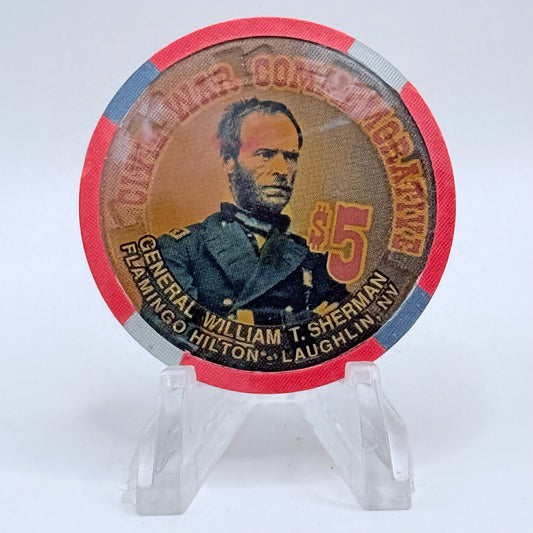 CIVIL WAR COMMEMORATIVE
$5
GENERAL WILLIAM T. SHERMAN
FLAMINGO HILTON - LAUGHLIN, NV